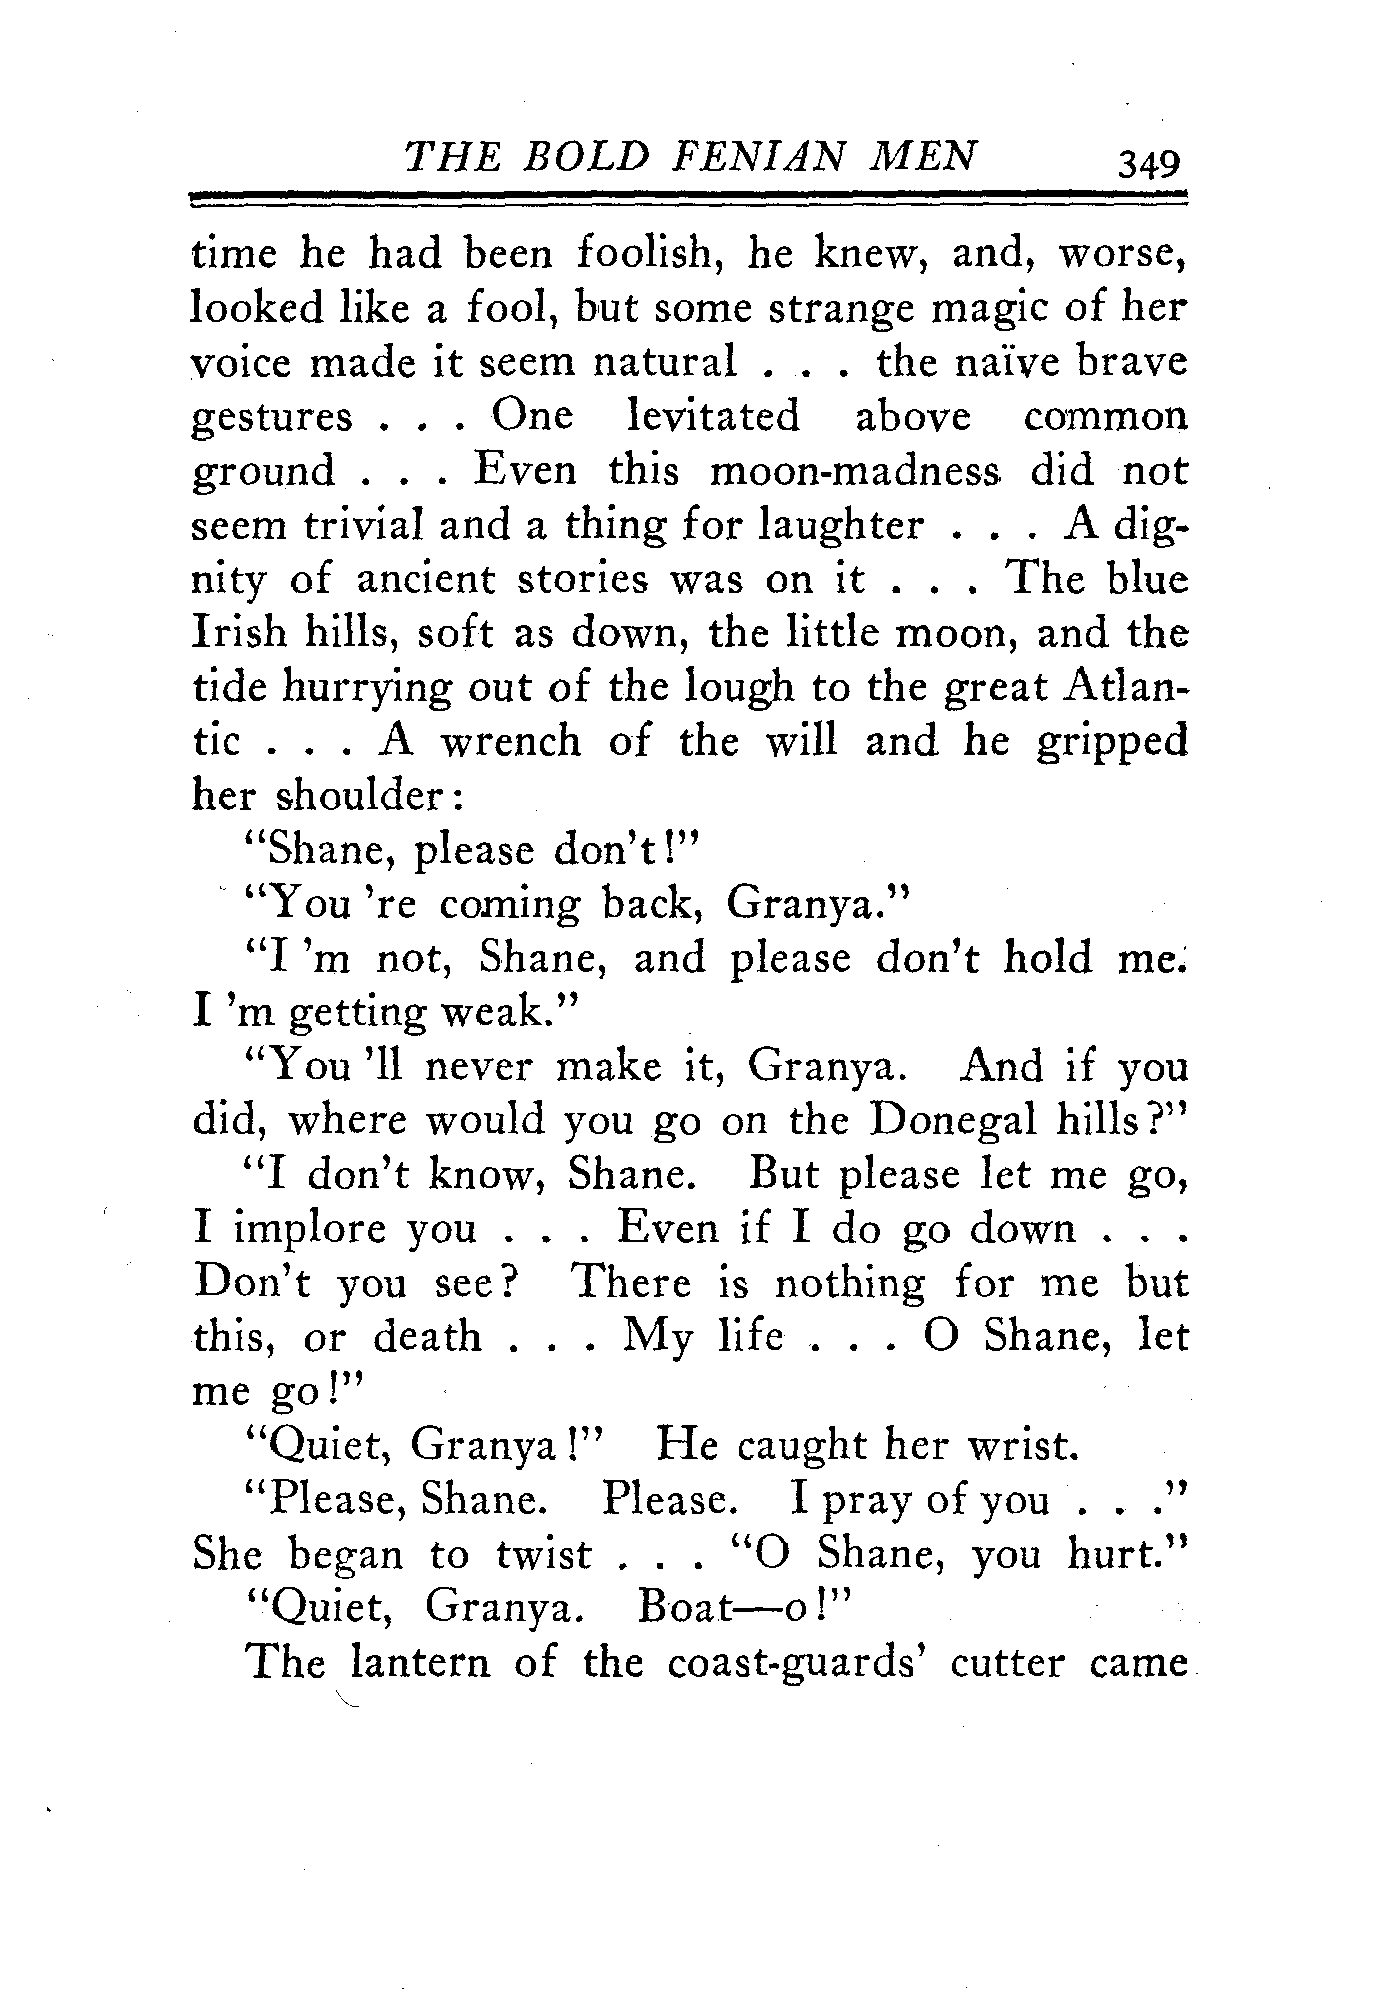 THE BOLD FENIAN MEN 349
time he had been foolish, he knew, and, worse,
looked like a fool, but some strange magic of her
voice made it seem natural . . . the naïve brave
gestures . . . One levitated above common
ground . . . Even this moon-madness did not
seem trivial and a thing for laughter . . . A dig-
nity of ancient stories was on it . . . The blue
Irish hills, soft as down, the little moon, and the
tide hurrying out of the lough to the great Atlan-
tic . . . A wrench of the will and he gripped
her shoulder:
"Shane, please don't!"
"You 're coming back, Granya."
"I 'm not, Shane, and please don't hold me.
I 'm getting weak."
"You 'll never make it, Granya. And if you
did, where would you go on the Donegal hills?"
"I don't know, Shane. But please let me go,
I implore you . . . Even if I do go down . . .
Don't you see? There is nothing for me but
this, or death . . . My life . . . O Shane, let
me go!"
"Quiet, Granya!" He caught her wrist.
"Please, Shane. Please. I pray of you . . ."
She began to twist . . . "O Shane, you hurt."
"Quiet, Granya. Boat—o!"
The lantern of the coast-guards' cutter came